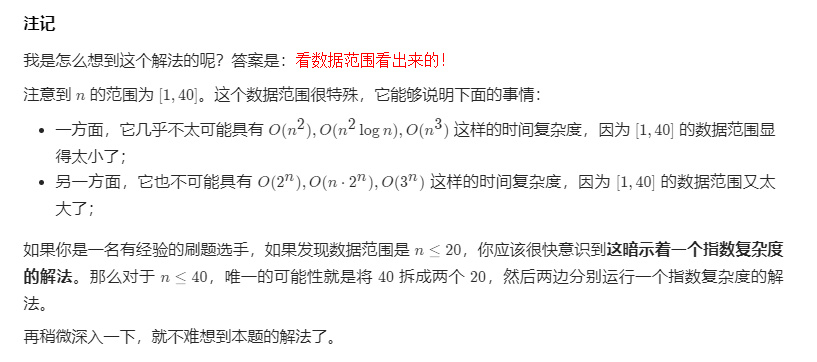 注记
我是怎么想到这个解法的呢？答案是：看数据范围看出来的！
注意到 n 的范围为 [1, 40]。这个数据范围很特殊，它能够说明下面的事情：
• 一方面，它几乎不太可能具有 O(n²), O(n² log n), O(n³) 这样的时间复杂度，因为 [1, 40] 的数据范围显
得太小了；
• 另一方面，它也不可能具有 O(2ⁿ), O(n · 2ⁿ), O(3ⁿ) 这样的时间复杂度，因为 [1, 40] 的数据范围又太
大了；
如果你是一名有经验的刷题选手，如果发现数据范围是 n ≤ 20，你应该很快意识到这暗示着一个指数复杂度
的解法。那么对于 n ≤ 40，唯一的可能性就是将 40 拆成两个 20，然后两边分别运行一个指数复杂度的解
法。
再稍微深入一下，就不难想到本题的解法了。